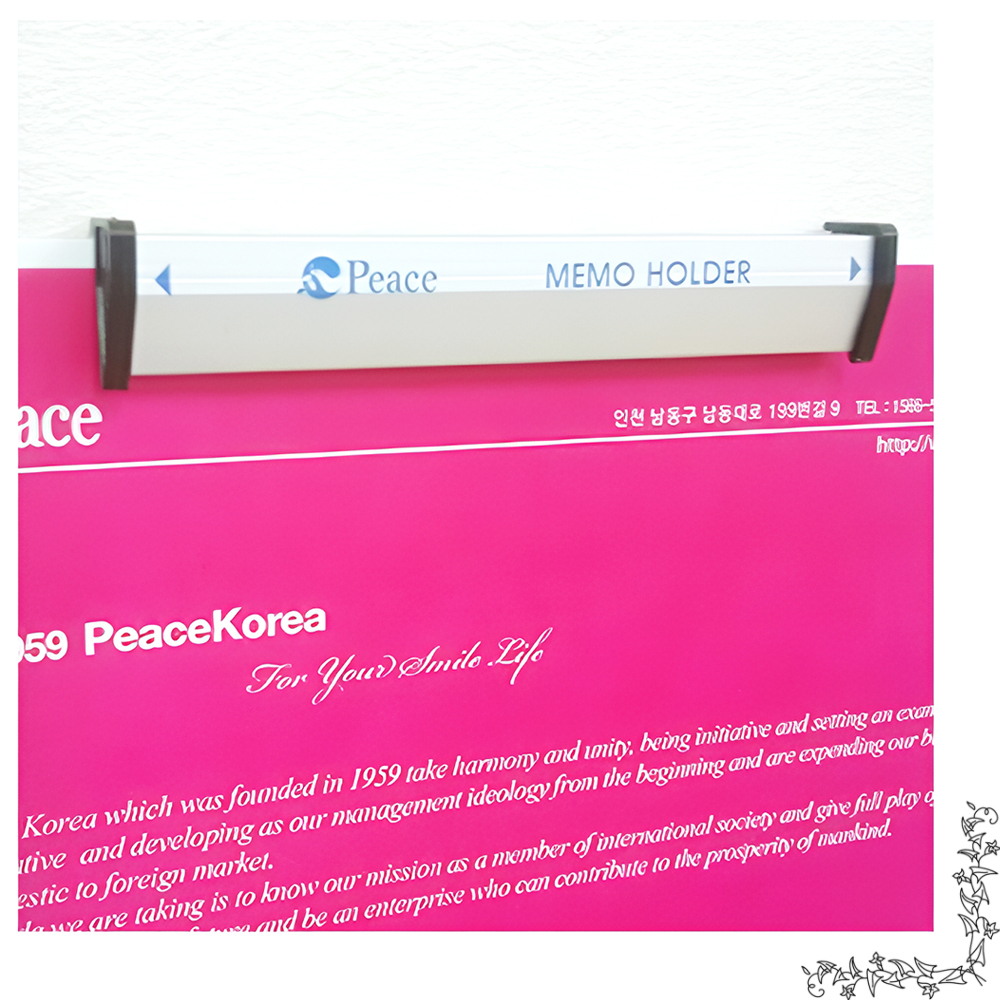 Peace MEMO HOLDER
ace
인천 남동구 남동대로 199번길 9 TEL : 1588-
http://
959 PeaceKorea
For Your Smile Life
Korea which was founded in 1959 take harmony and unity, being initiative and setting an exam
ative and developing as our management ideology from the beginning and are expending our b
estic to foreign market.
we are taking is to know our mission as a member of international society and give full play o
and be an enterprise who can contribute to the prosperity of mankind.